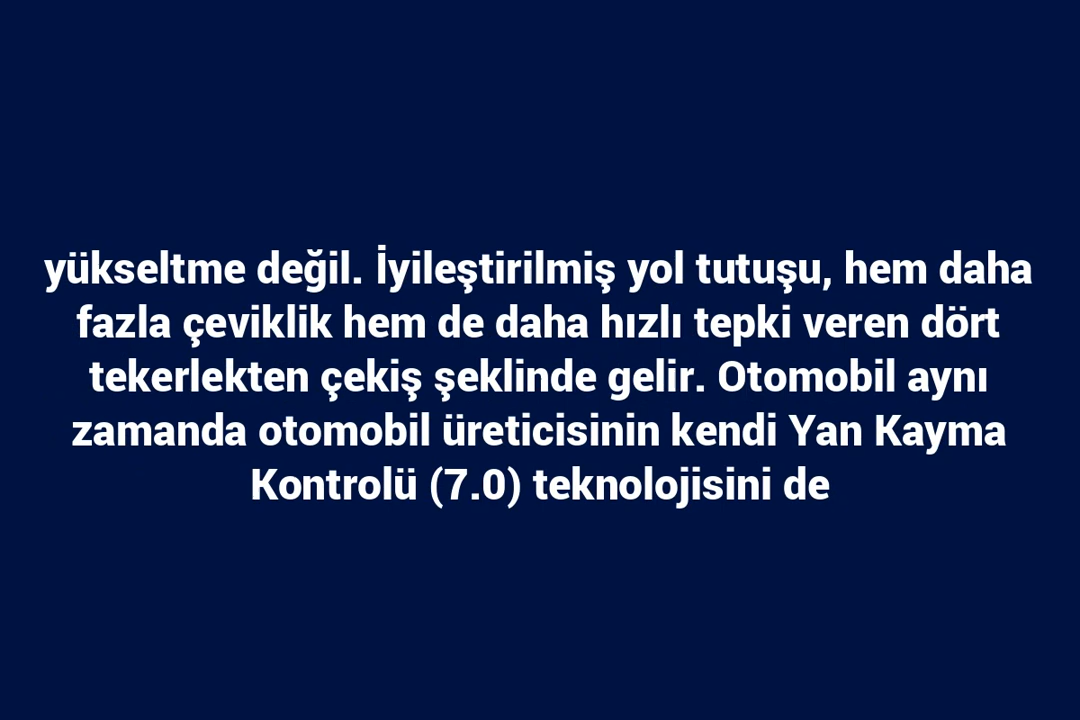 yükseltme değil. İyileştirilmiş yol tutuşu, hem daha
fazla çeviklik hem de daha hızlı tepki veren dört
tekerlekten çekiş şeklinde gelir. Otomobil aynı
zamanda otomobil üreticisinin kendi Yan Kayma
Kontrolü (7.0) teknolojisini de